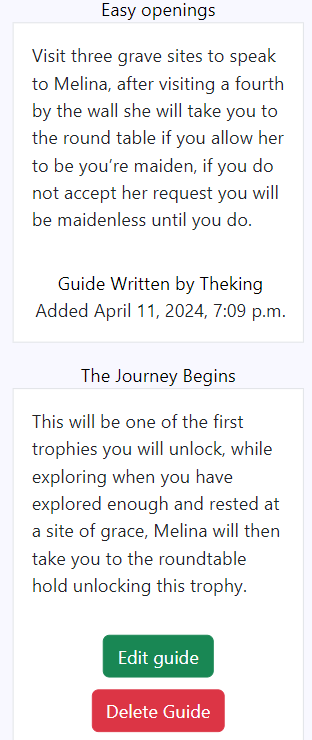 Easy openings
Visit three grave sites to speak
to Melina, after visiting a fourth
by the wall she will take you to
the round table if you allow her
to be you’re maiden, if you do
not accept her request you will
be maidenless until you do.
Guide Written by Theking
Added April 11, 2024, 7:09 p.m.
The Journey Begins
This will be one of the first
trophies you will unlock, while
exploring when you have
explored enough and rested at
a site of grace, Melina will then
take you to the roundtable
hold unlocking this trophy.
Edit guide
Delete Guide